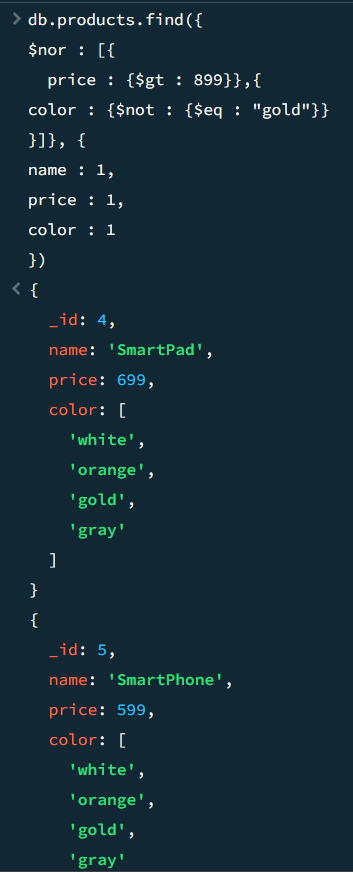 db.products.find({
$nor : [{
price : {$gt : 899}},{
color : {$not : {$eq : "gold"}}
}]}, {
name : 1,
price : 1,
color : 1
})
{
_id: 4,
name: 'SmartPad',
price: 699,
color: [
'white',
'orange',
'gold',
'gray'
]
}
{
_id: 5,
name: 'SmartPhone',
price: 599,
color: [
'white',
'orange',
'gold',
'gray'